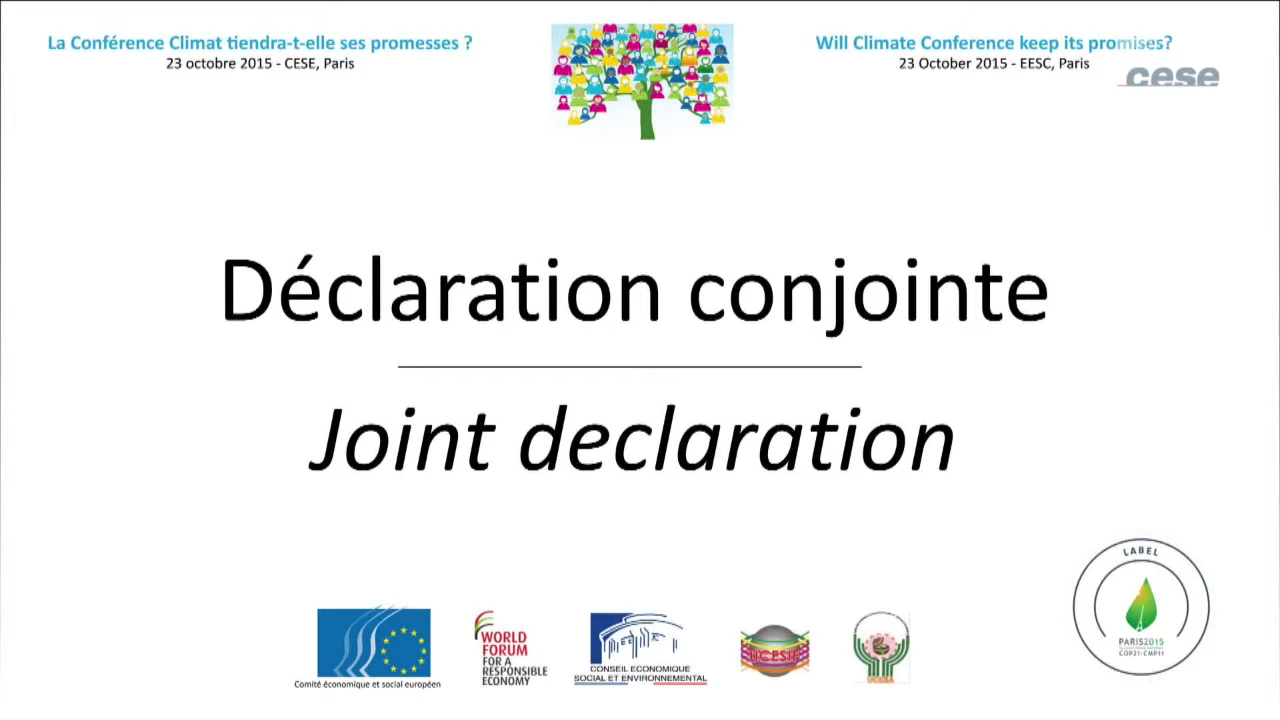 La Conférence Climat tiendra-t-elle ses promesses ?
23 octobre 2015 - CESE, Paris
Will Climate Conference keep its promises?
23 October 2015 - EESC, Paris
cese
Déclaration conjointe
Joint declaration
LABEL
PARIS2015
COP21-CMP11
Comité économique et social européen
WORLD
FORUM
FOR A
RESPONSIBLE
ECONOMY
CONSEIL ECONOMIQUE
SOCIAL ET ENVIRONNEMENTAL
UCESIF